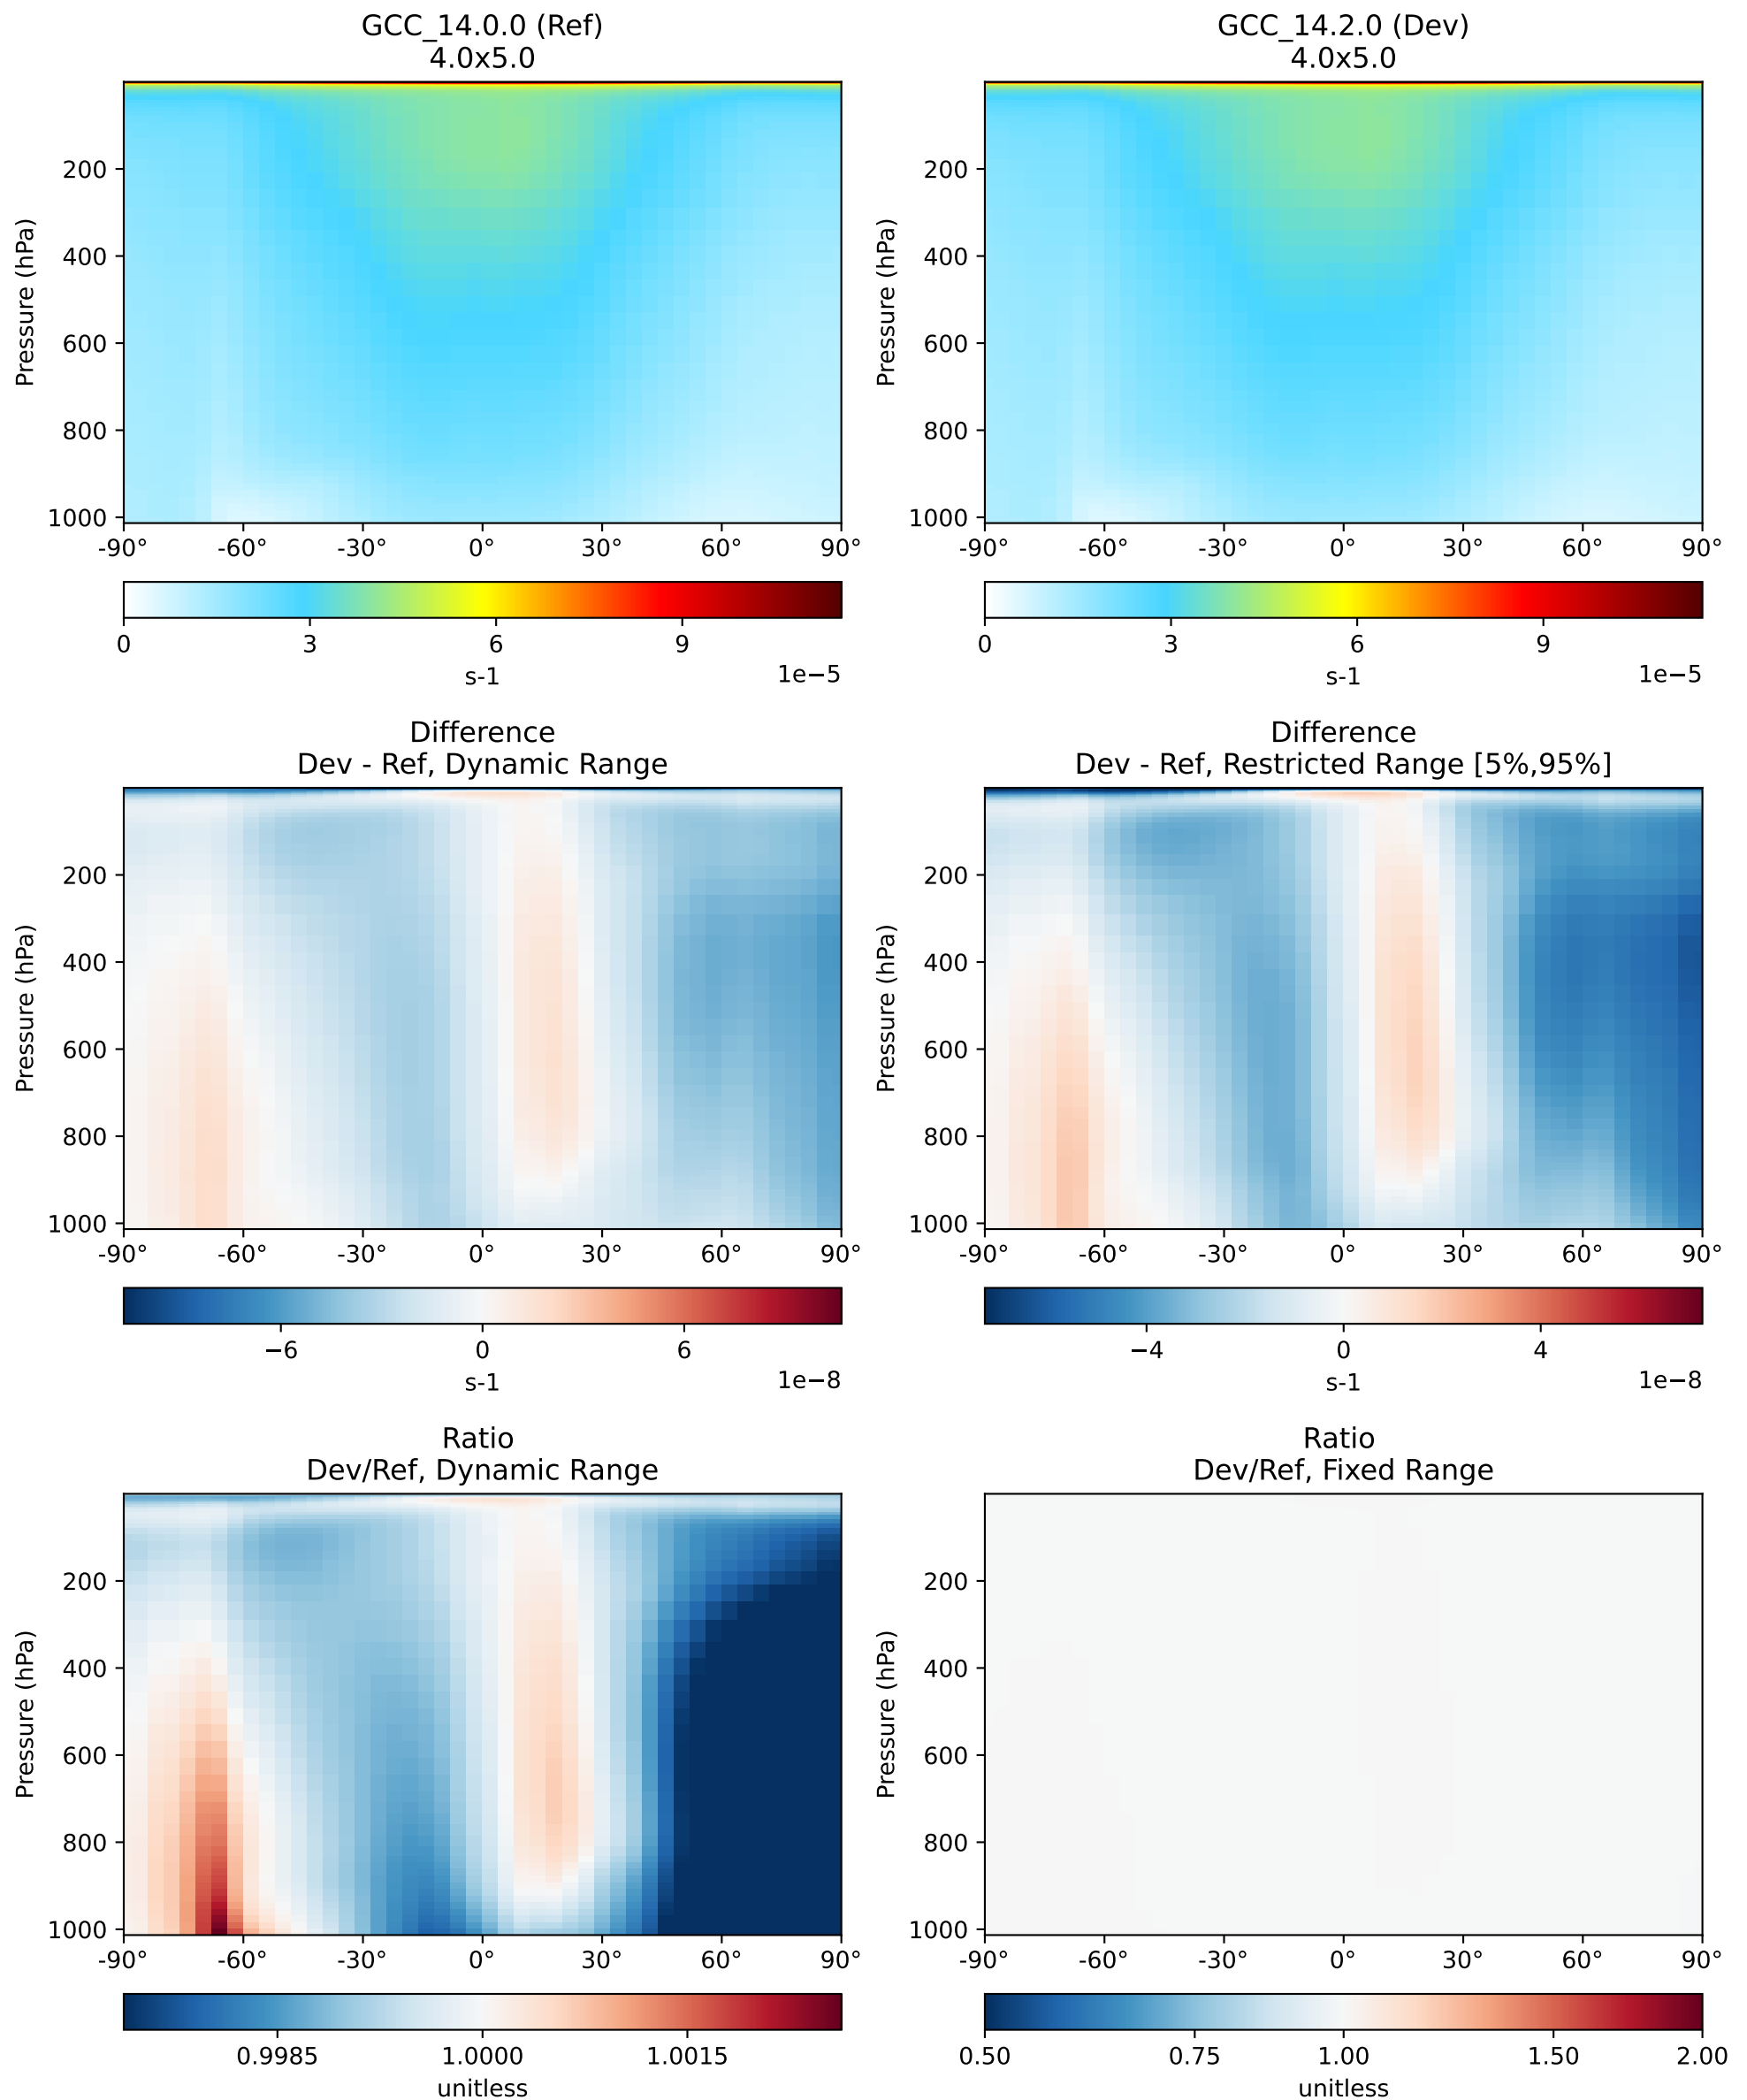 GCC_14.0.0 (Ref)
4.0x5.0
Pressure (hPa)
200
400
600
800
1000
-90° -60° -30° 0° 30° 60° 90°
0 3 6 9
s-1 1e−5
GCC_14.2.0 (Dev)
4.0x5.0
Pressure (hPa)
200
400
600
800
1000
-90° -60° -30° 0° 30° 60° 90°
0 3 6 9
s-1 1e−5
Difference
Dev - Ref, Dynamic Range
Pressure (hPa)
200
400
600
800
1000
-90° -60° -30° 0° 30° 60° 90°
−6 0 6
s-1 1e−8
Difference
Dev - Ref, Restricted Range [5%,95%]
Pressure (hPa)
200
400
600
800
1000
-90° -60° -30° 0° 30° 60° 90°
−4 0 4
s-1 1e−8
Ratio
Dev/Ref, Dynamic Range
Pressure (hPa)
200
400
600
800
1000
-90° -60° -30° 0° 30° 60° 90°
0.9985 1.0000 1.0015
unitless
Ratio
Dev/Ref, Fixed Range
Pressure (hPa)
200
400
600
800
1000
-90° -60° -30° 0° 30° 60° 90°
0.50 0.75 1.00 1.50 2.00
unitless